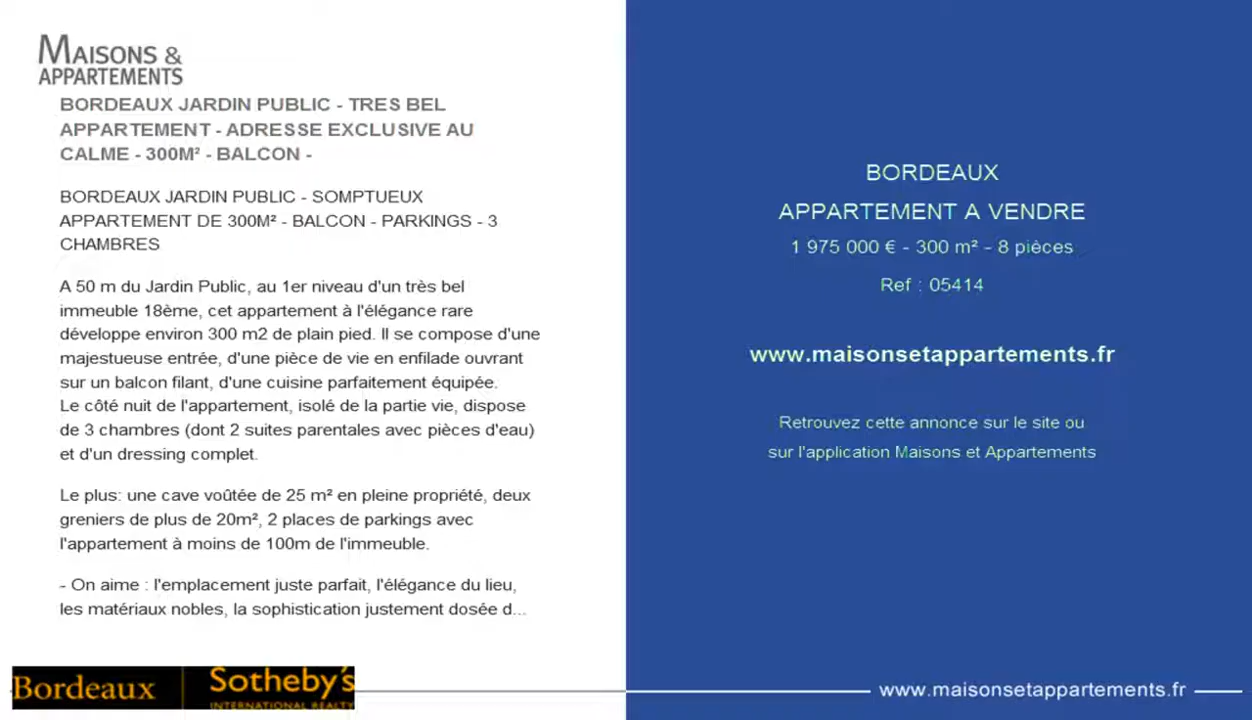 MAISONS &
APPARTEMENTS
BORDEAUX JARDIN PUBLIC - TRES BEL
APPARTEMENT - ADRESSE EXCLUSIVE AU
CALME - 300M² - BALCON -
BORDEAUX JARDIN PUBLIC - SOMPTUEUX
APPARTEMENT DE 300M² - BALCON - PARKINGS - 3
CHAMBRES
A 50 m du Jardin Public, au 1er niveau d'un très bel
immeuble 18ème, cet appartement à l'élégance rare
développe environ 300 m2 de plain pied. Il se compose d'une
majestueuse entrée, d'une pièce de vie en enfilade ouvrant
sur un balcon filant, d'une cuisine parfaitement équipée.
Le côté nuit de l'appartement, isolé de la partie vie, dispose
de 3 chambres (dont 2 suites parentales avec pièces d'eau)
et d'un dressing complet.
Le plus: une cave voûtée de 25 m² en pleine propriété, deux
greniers de plus de 20m², 2 places de parkings avec
l'appartement à moins de 100m de l'immeuble.
- On aime : l'emplacement juste parfait, l'élégance du lieu,
les matériaux nobles, la sophistication justement dosée d...
Bordeaux
Sotheby's
INTERNATIONAL REALTY
BORDEAUX
APPARTEMENT A VENDRE
1 975 000 € - 300 m² - 8 pièces
Ref : 05414
www.maisonsetappartements.fr
Retrouvez cette annonce sur le site ou
sur l'application Maisons et Appartements
www.maisonsetappartements.fr